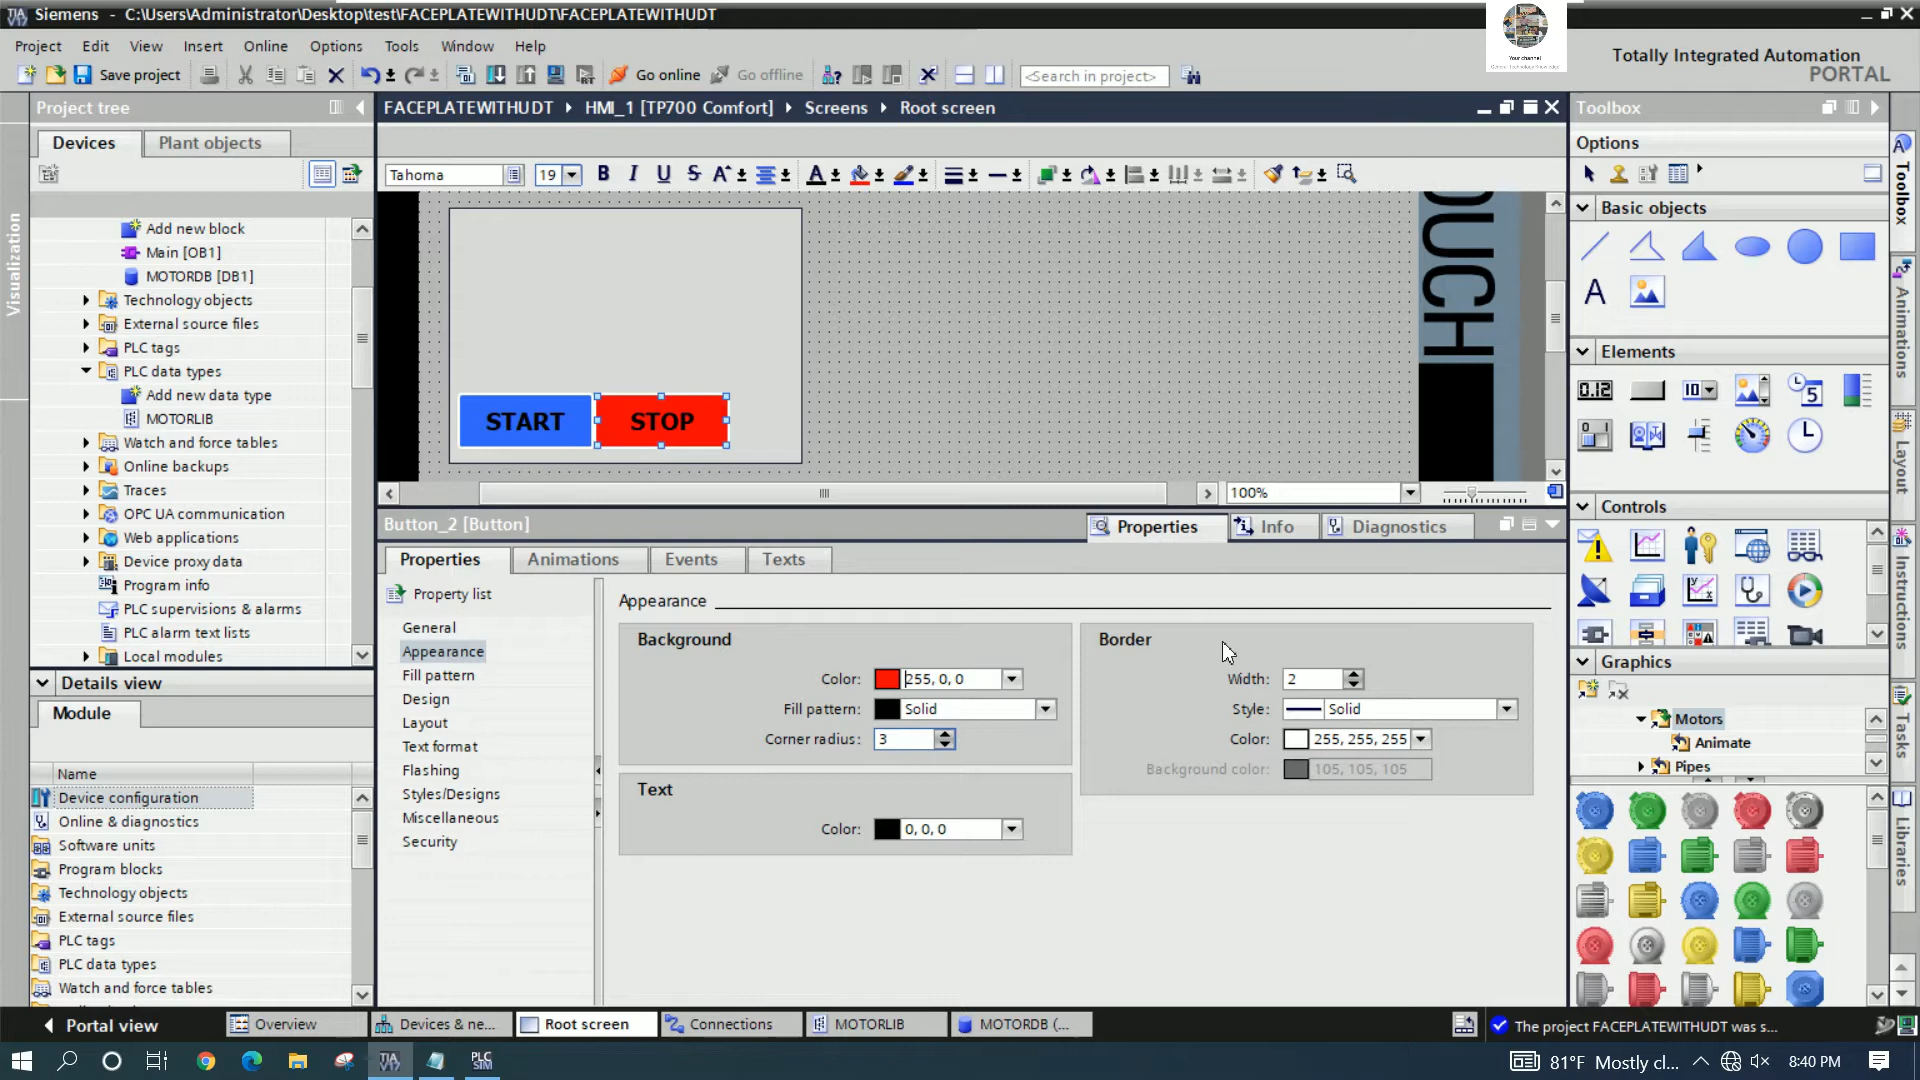 Siemens - C:\Users\Administrator\Desktop\test\FACEPLATEWITHUDT\FACEPLATEWITHUDT
Your channel
Project Edit View Insert Online Options Tools Window Help
Totally Integrated Automation
PORTAL
Save project
Go online
Go offline
<Search in project>
Project tree
FACEPLATEWITHUDT HMI_1 [TP700 Comfort] Screens Root screen
Toolbox
Devices Plant objects
Options
Tahoma 19 B I U S A A
Visualization
Add new block
Main [OB1]
MOTORDB [DB1]
Technology objects
External source files
PLC tags
PLC data types
Add new data type
MOTORLIB
Watch and force tables
Online backups
Traces
OPC UA communication
Web applications
Device proxy data
Program info
PLC supervisions & alarms
PLC alarm text lists
Local modules
START STOP
OUCH
100%
Basic objects
A
Elements
0.12 10 5
Controls
Graphics
Motors
Animate
Pipes
Toolbox
Animations
Layout
Instructions
Tasks
Libraries
Button_2 [Button]
Properties Info Diagnostics
Properties Animations Events Texts
Property list
General
Appearance
Fill pattern
Design
Layout
Text format
Flashing
Styles/Designs
Miscellaneous
Security
Appearance
Background
Color: 255, 0, 0
Fill pattern: Solid
Corner radius: 3
Text
Color: 0, 0, 0
Border
Width: 2
Style: Solid
Color: 255, 255, 255
Background color: 105, 105, 105
Details view
Module
Name
Device configuration
Online & diagnostics
Software units
Program blocks
Technology objects
External source files
PLC tags
PLC data types
Watch and force tables
Portal view
Overview
Devices & ne...
Root screen
Connections
MOTORLIB
MOTORDB (...
The project FACEPLATEWITHUDT was s...
PLC
SIM
81°F Mostly cl...
8:40 PM